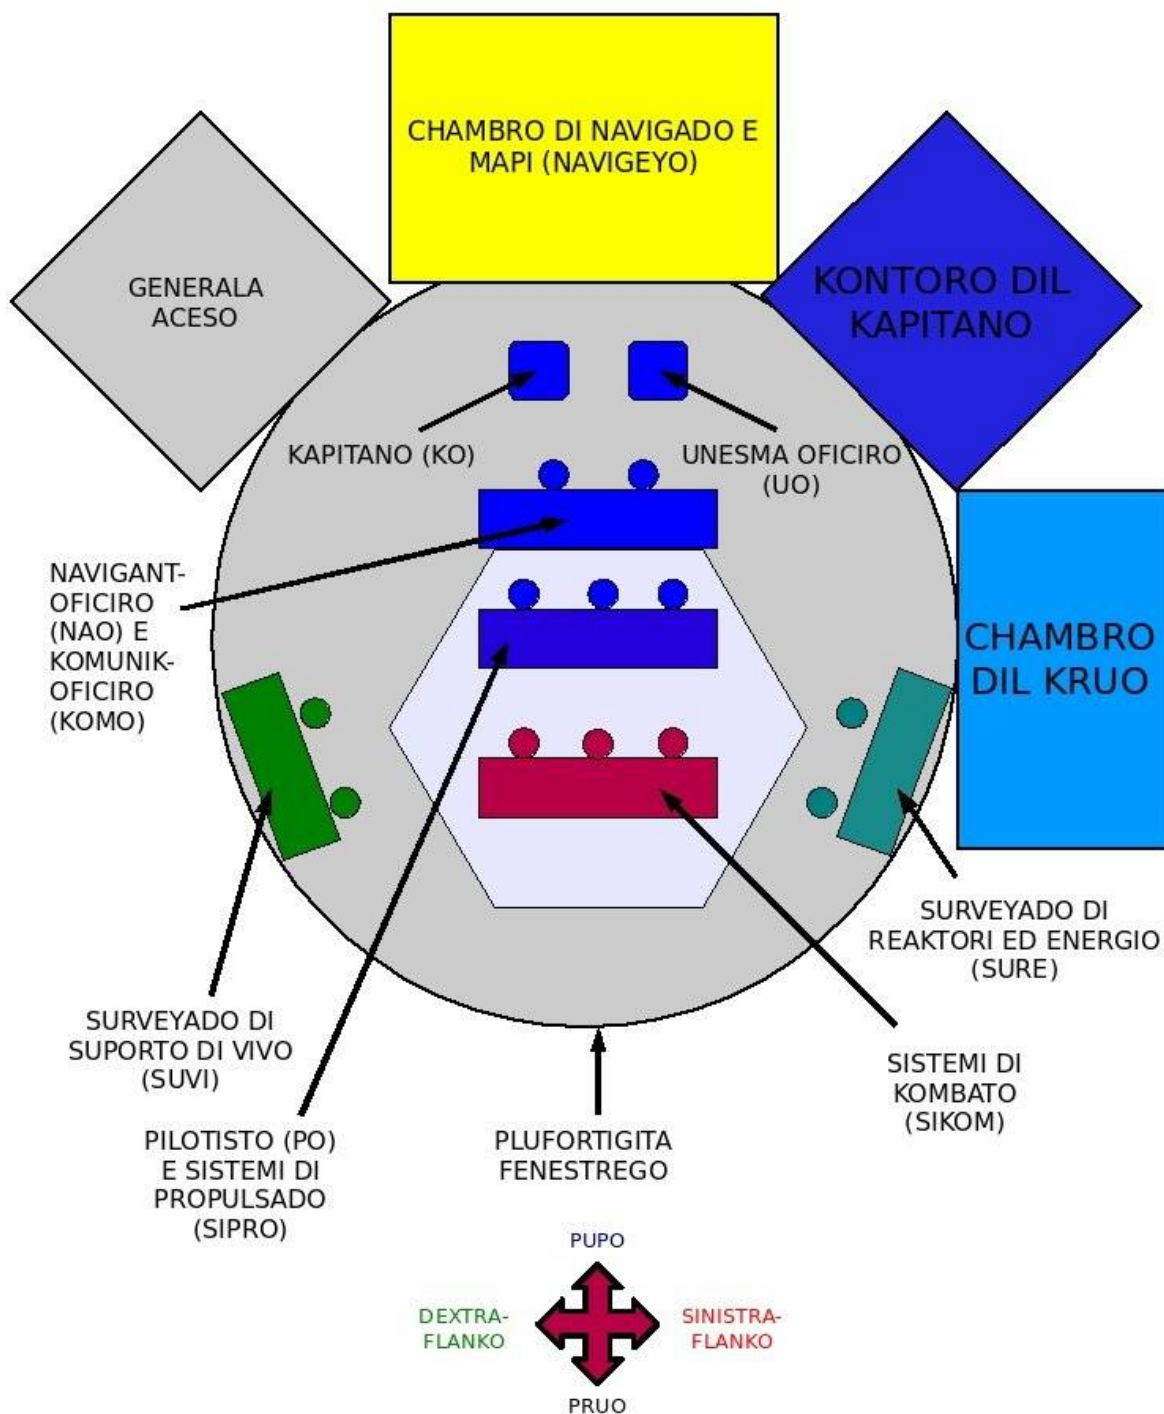 CHAMBRO DI NAVIGADO E
MAPI (NAVIGEYO)
GENERALA
ACESO
KONTORO DIL
KAPITANO
KAPITANO (KO)
UNESMA OFICIRO
(UO)
NAVIGANT-
OFICIRO
(NAO) E
KOMUNIK-
OFICIRO
(KOMO)
CHAMBRO
DIL KRUO
SURVEYADO DI
REAKTORI ED ENERGIO
(SURE)
SURVEYADO DI
SUPORTO DI VIVO
(SUVI)
SISTEMI DI
KOMBATO
(SIKOM)
PILOTISTO (PO)
E SISTEMI DI
PROPULSADO
(SIPRO)
PLUFORTIGITA
FENESTREGO
PUPO
DEXTRA-
FLANKO
SINISTRA-
FLANKO
PRUO